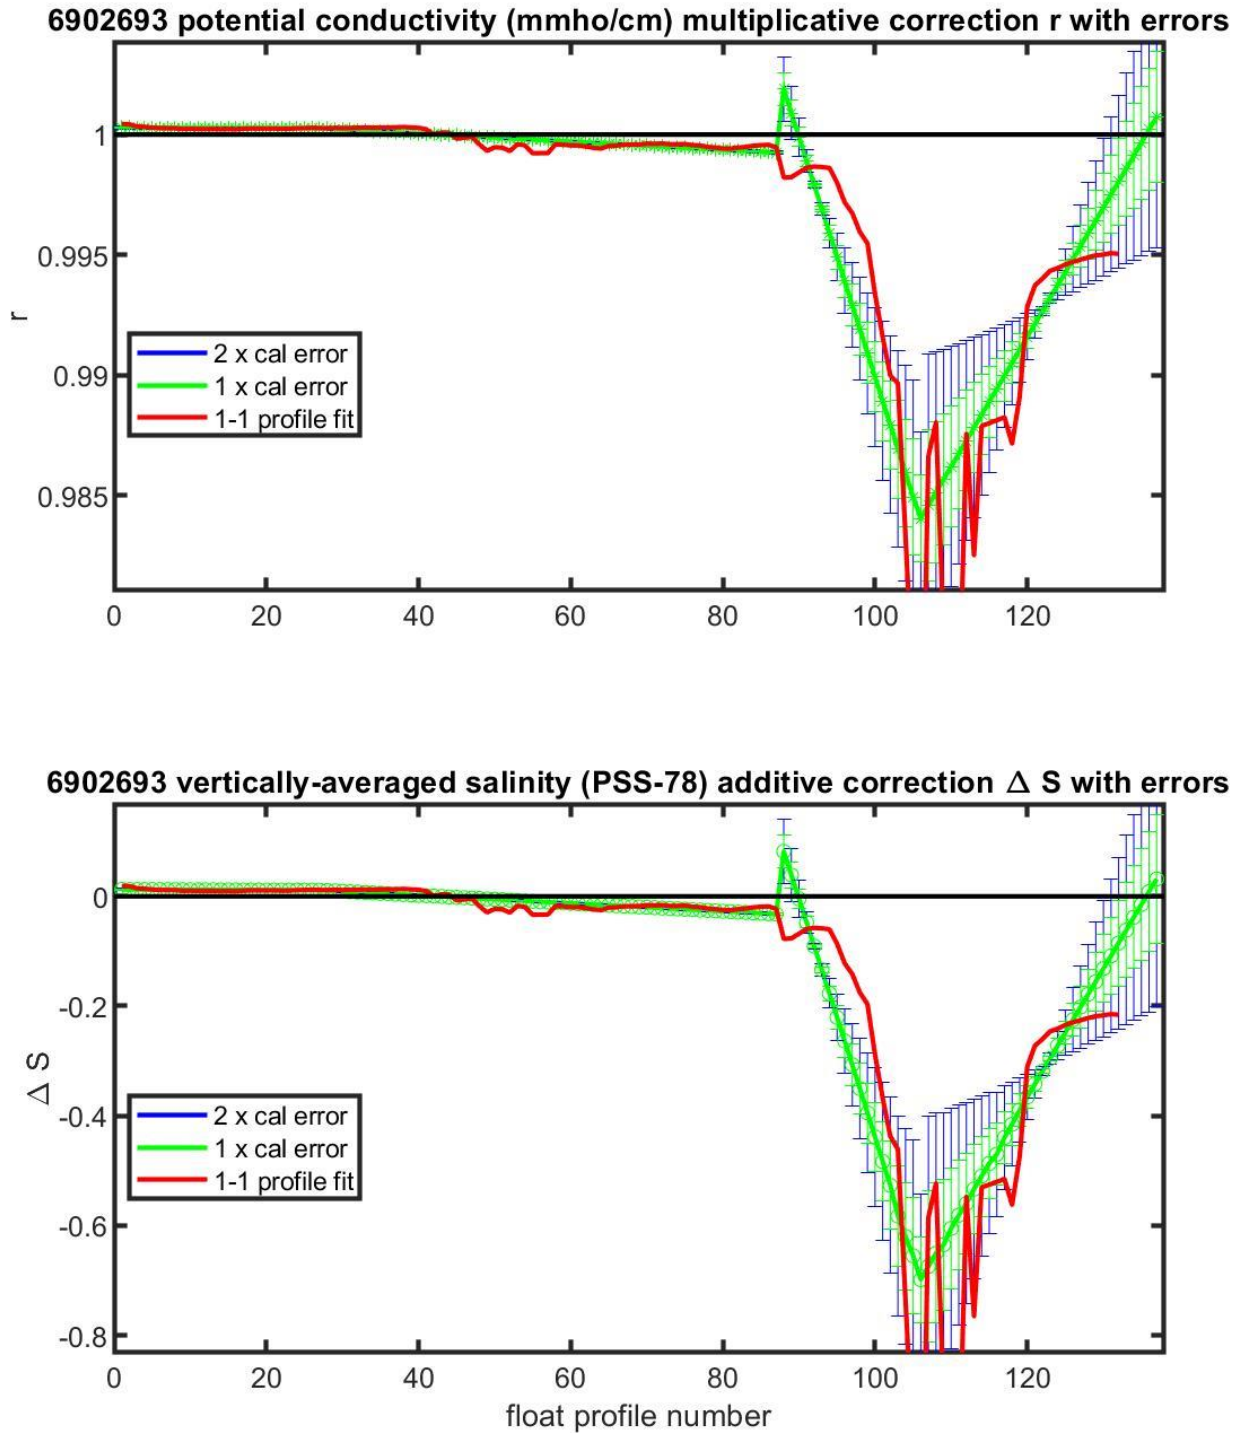 6902693 potential conductivity (mmho/cm) multiplicative correction r with errors
1
0.995
0.99
0.985
r
2 x cal error
1 x cal error
1-1 profile fit
0 20 40 60 80 100 120
6902693 vertically-averaged salinity (PSS-78) additive correction Δ S with errors
0
-0.2
-0.4
-0.6
-0.8
Δ S
2 x cal error
1 x cal error
1-1 profile fit
0 20 40 60 80 100 120
float profile number